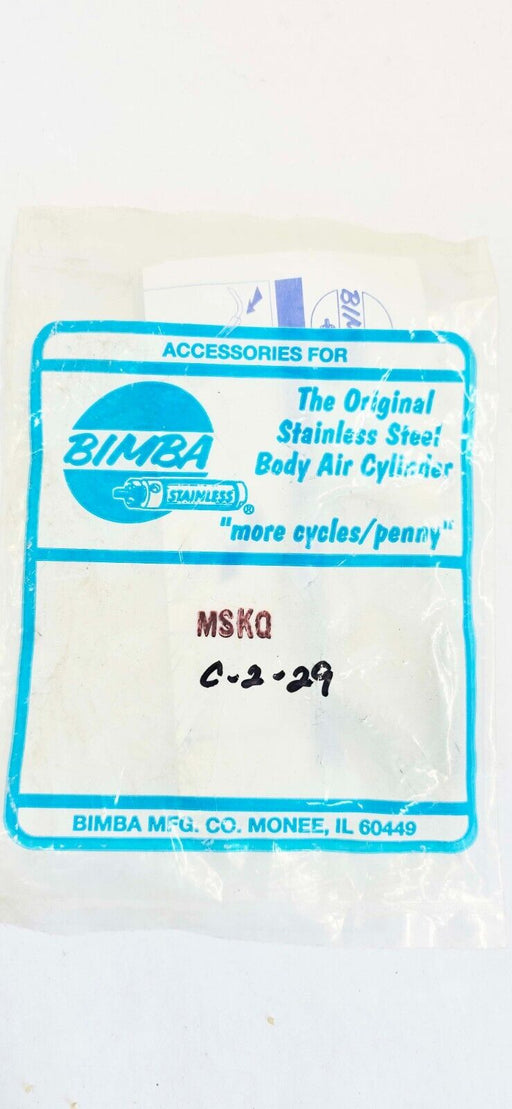 BIM
ACCESSORIES FOR
BIMBA
STAINLESS
®
The Original
Stainless Steel
Body Air Cylinder
"more cycles/penny"
MSKQ
C-2-29
BIMBA MFG. CO. MONEE, IL 60449